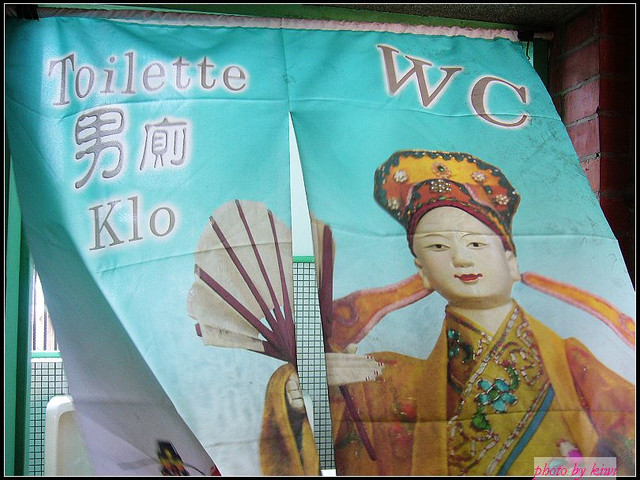 Toilette
男廁
Klo
WC
photo by kiwi